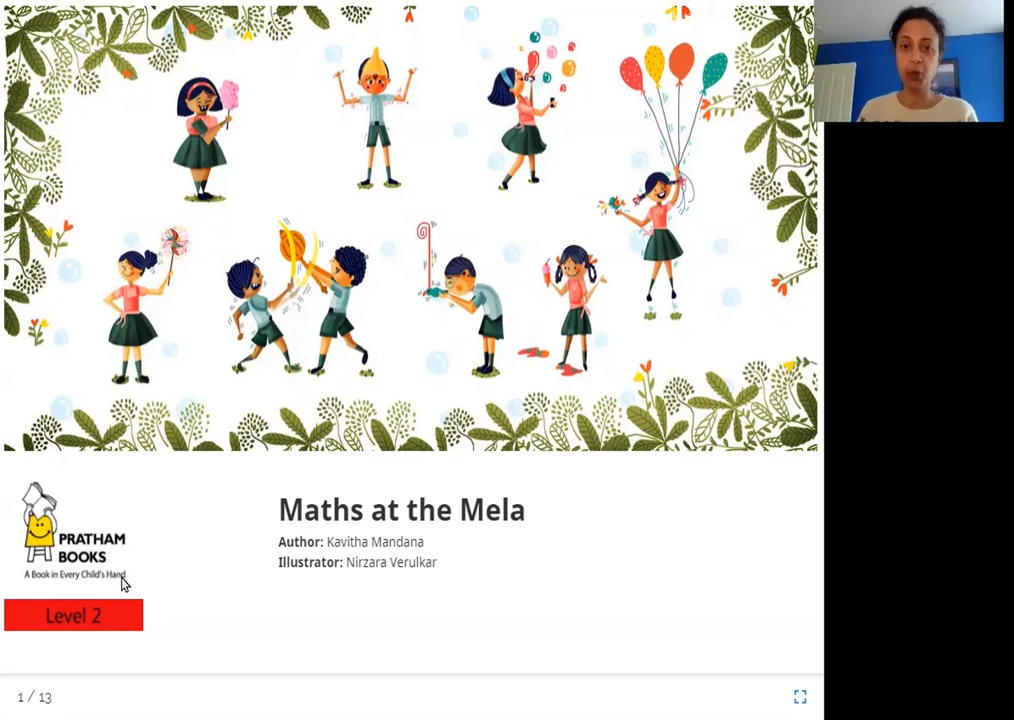 Maths at the Mela
Author: Kavitha Mandana
Illustrator: Nirzara Verulkar
PRATHAM
BOOKS
A Book in Every Child's Hand
Level 2
1 / 13